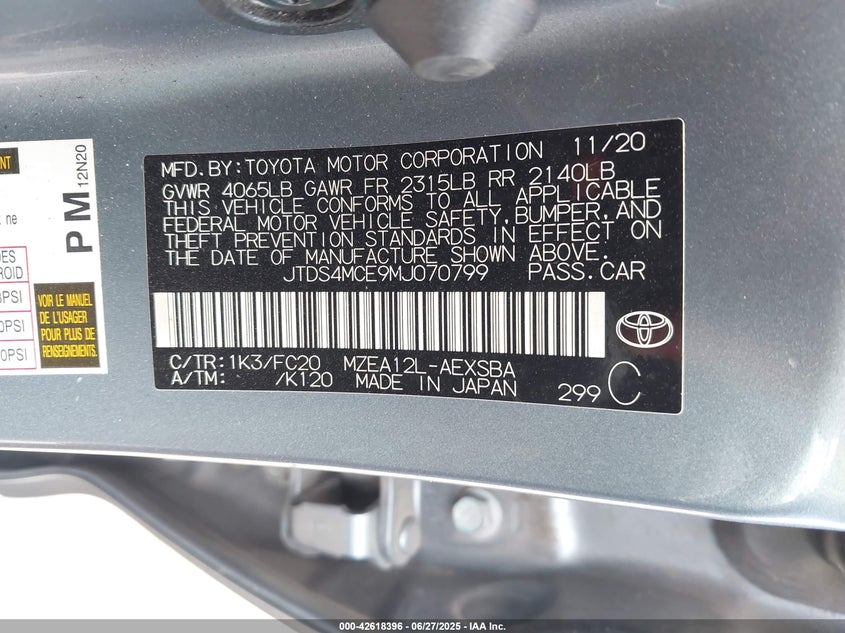 MFD.BY:TOYOTA MOTOR CORPORATION 11/20
GVWR 4065LB GAWR FR 2315LB RR 2140LB
THIS VEHICLE CONFORMS TO ALL APPLICABLE
FEDERAL MOTOR VEHICLE SAFETY,BUMPER,AND
THEFT PREVENTION STANDARDS IN EFFECT ON
THE DATE OF MANUFACTURE SHOWN ABOVE.
JTDS4MCE9MJ070799 PASS.CAR
C/TR:1K3/FC20 MZEA12L-AEXSBA
A/TM: /K120 MADE IN JAPAN
299 C
PM 12N20
ne
VOIR LE MANUEL
DE L'USAGER
POUR PLUS DE
RENSEIGNEMENTS
000-42618396 - 06/27/2025 - IAA Inc.